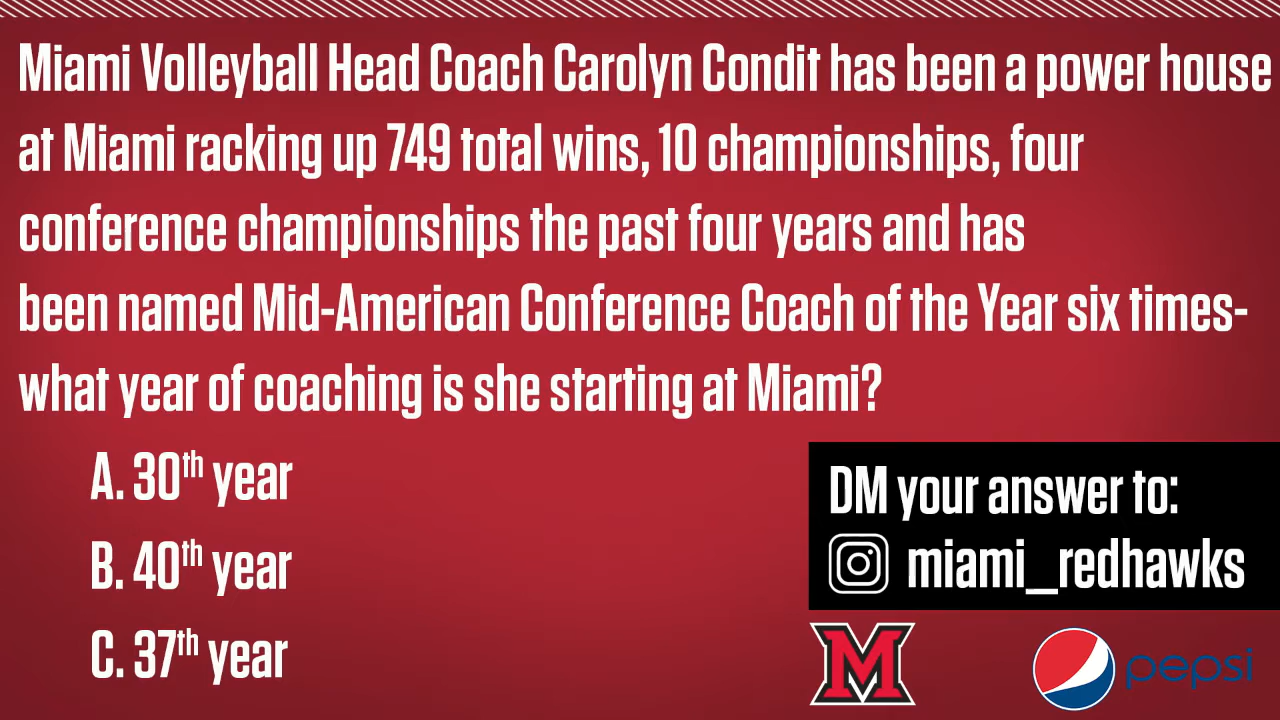 Miami Volleyball Head Coach Carolyn Condit has been a power house
at Miami racking up 749 total wins, 10 championships, four
conference championships the past four years and has
been named Mid-American Conference Coach of the Year six times-
what year of coaching is she starting at Miami?
A. 30th year
B. 40th year
C. 37th year
DM your answer to:
miami_redhawks
M
pepsi